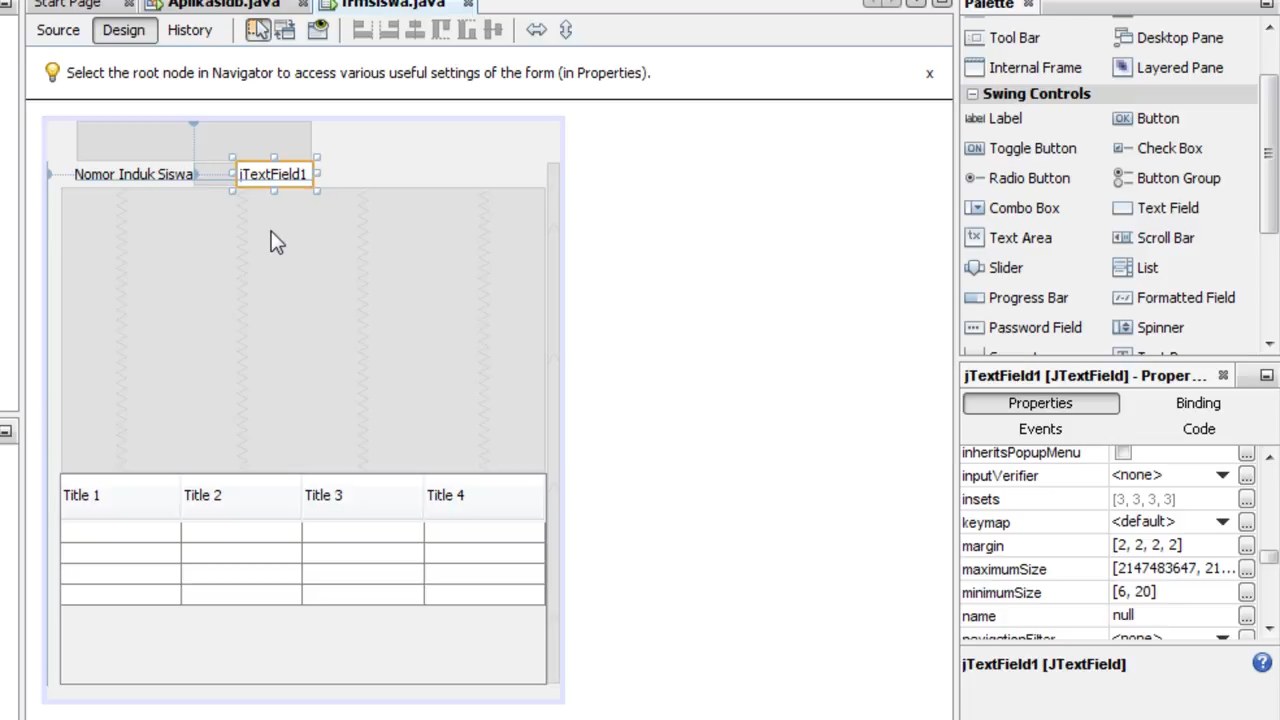 Start Page
AplikasiDb.java
frmsiswa.java
Palette
Source
Design
History
Select the root node in Navigator to access various useful settings of the form (in Properties).
x
Tool Bar
Desktop Pane
Internal Frame
Layered Pane
Swing Controls
label Label
OK Button
ON Toggle Button
Check Box
Radio Button
Button Group
Combo Box
Text Field
tx Text Area
Scroll Bar
Slider
List
Progress Bar
Formatted Field
Password Field
Spinner
Nomor Induk Siswa
jTextField1
Title 1
Title 2
Title 3
Title 4
jTextField1 [JTextField] - Proper...
Properties
Binding
Events
Code
inheritsPopupMenu
...
inputVerifier
<none>
...
insets
[3, 3, 3, 3]
...
keymap
<default>
...
margin
[2, 2, 2, 2]
...
maximumSize
[2147483647, 21...
...
minimumSize
[6, 20]
...
name
null
...
navigationFilter
<none>
jTextField1 [JTextField]
?